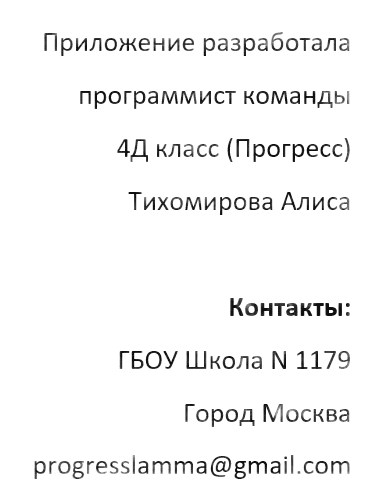 Приложение разработала
программист команды
4Д класс (Прогресс)
Тихомирова Алиса
Контакты:
ГБОУ Школа N 1179
Город Москва
progresslamma@gmail.com